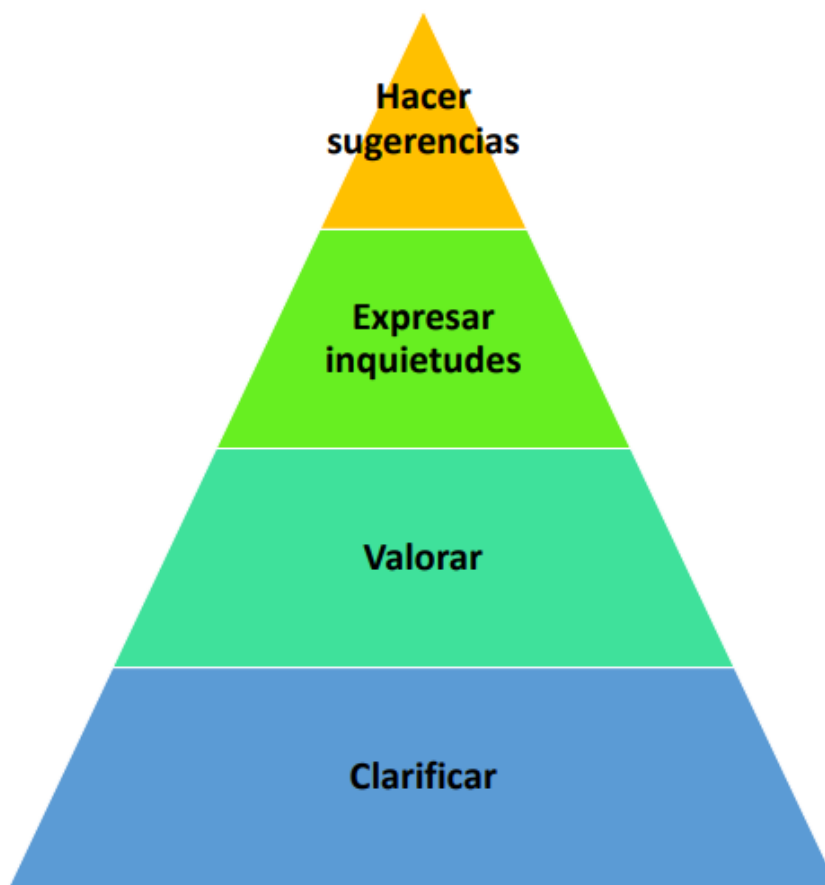 Hacer
sugerencias
Expresar
inquietudes
Valorar
Clarificar